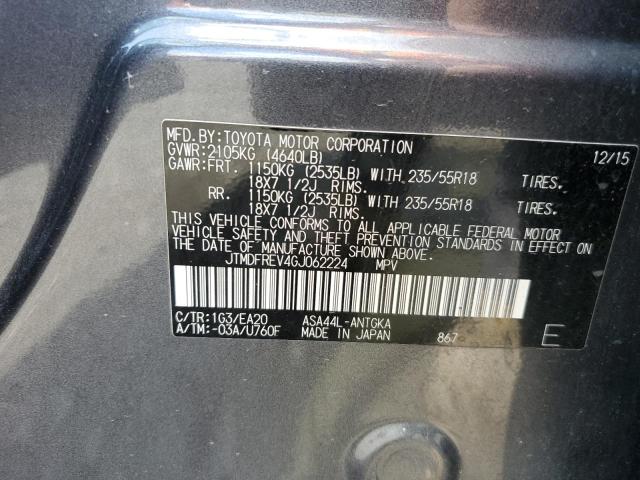 MFD.BY:TOYOTA MOTOR CORPORATION 12/15
GVWR:2105KG (4640LB)
GAWR:FRT. 1150KG (2535LB) WITH 235/55R18 TIRES.
18X7 1/2J RIMS.
RR. 1150KG (2535LB) WITH 235/55R18 TIRES.
18X7 1/2J RIMS.
THIS VEHICLE CONFORMS TO ALL APPLICABLE FEDERAL MOTOR
VEHICLE SAFETY AND THEFT PREVENTION STANDARDS IN EFFECT ON
THE DATE OF MANUFACTURE SHOWN ABOVE.
JTMDFREV4GJ062224 MPV
C/TR:1G3/EA20 ASA44L-ANTGKA
A/TM:-03A/U760F MADE IN JAPAN 867 E